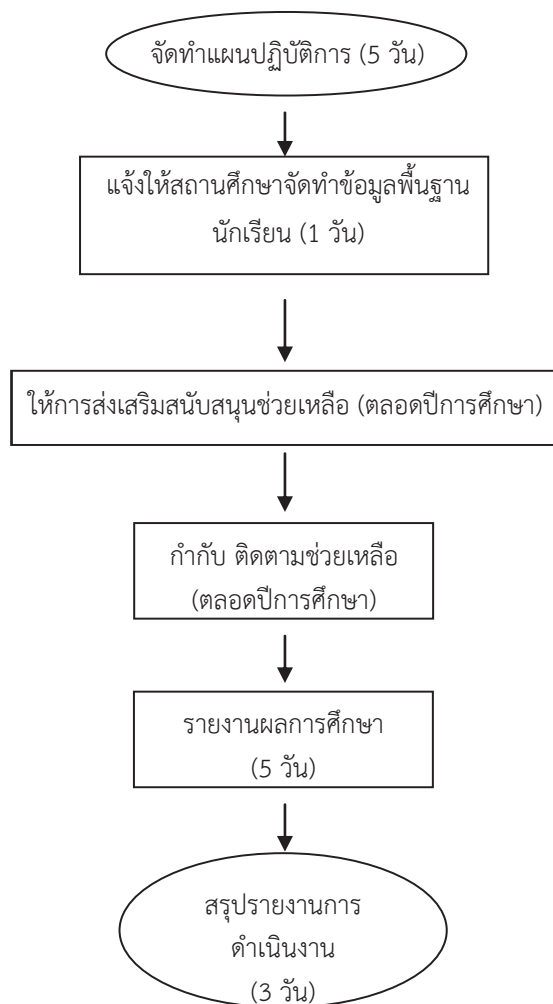 จัดทำแผนปฏิบัติการ (5 วัน)
แจ้งให้สถานศึกษาจัดทำข้อมูลพื้นฐาน
นักเรียน (1 วัน)
ให้การส่งเสริมสนับสนุนช่วยเหลือ (ตลอดปีการศึกษา)
กำกับ ติดตามช่วยเหลือ
(ตลอดปีการศึกษา)
รายงานผลการศึกษา
(5 วัน)
สรุปรายงานการ
ดำเนินงาน
(3 วัน)